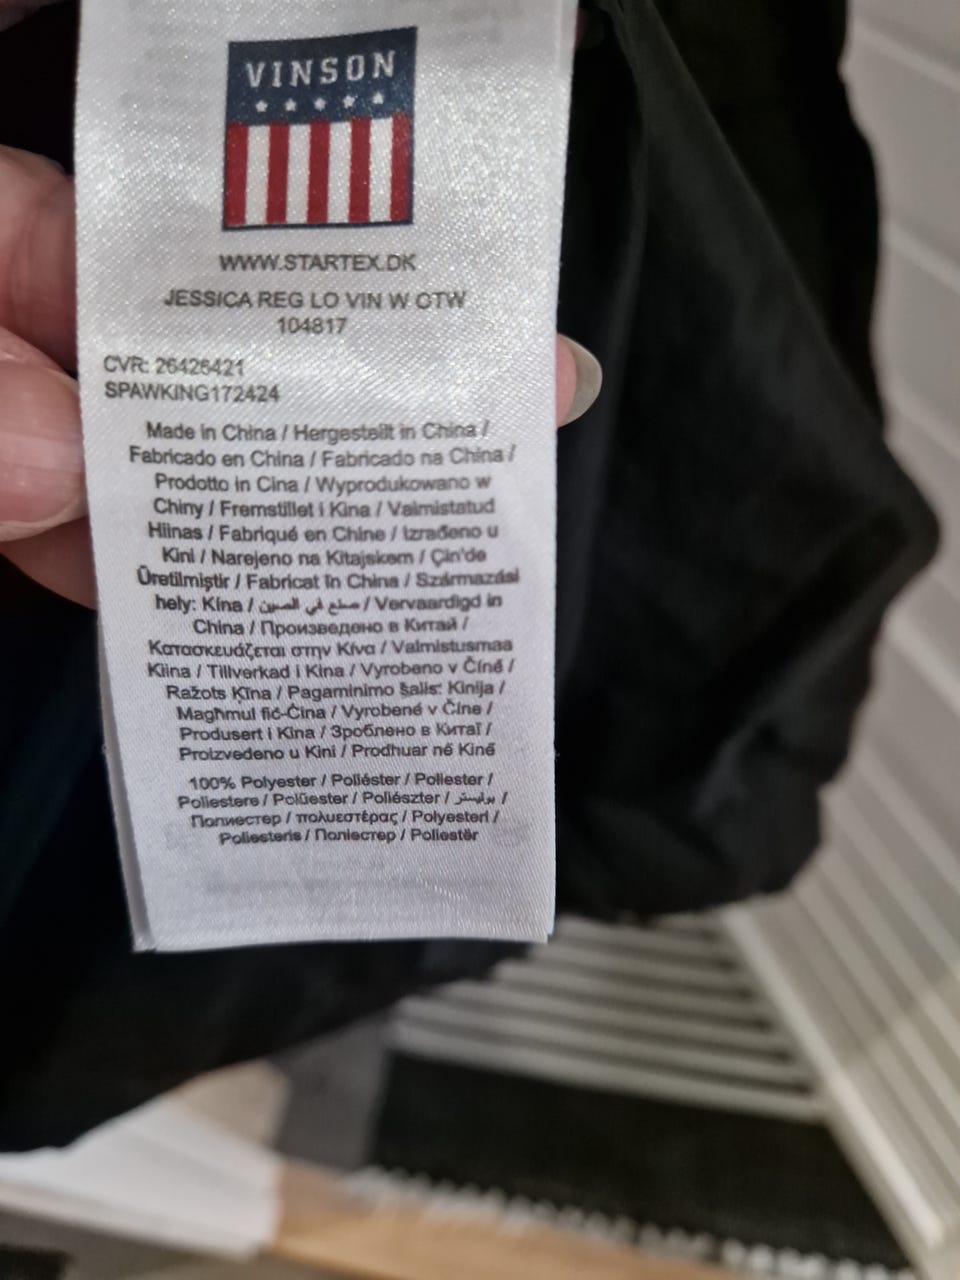 VINSON
WWW.STARTEX.DK
JESSICA REG LO VIN W OTW
104817
CVR: 26426421
SPAWKING172424
Made in China / Hergestellt in China /
Fabricado en China / Fabricado na China /
Prodotto in Cina / Wyprodukowano w
Chiny / Fremstillet i Kina / Valmistatud
Hiinas / Fabriqué en Chine / Izrađeno u
Kini / Narejeno na Kitajskem / Çin'de
Üretilmiştir / Fabricat în China / Származási
hely: Kína / صنع في الصين / Vervaardigd in
China / Произведено в Китай /
Κατασκευάζεται στην Κίνα / Valmistusmaa
Kiina / Tillverkad i Kina / Vyrobeno v Číně /
Ražots Ķīna / Pagaminimo šalis: Kinija /
Magħmul fiċ-Ċina / Vyrobené v Číne /
Produsert i Kina / Зроблено в Китаї /
Proizvedeno u Kini / Prodhuar në Kinë
100% Polyester / Poliéster / Poliester /
Poliestere / Polüester / Poliészter / بوليستر /
Полиестер / πολυεστέρας / Polyesteri /
Poliesteris / Поліестер / Poliestër